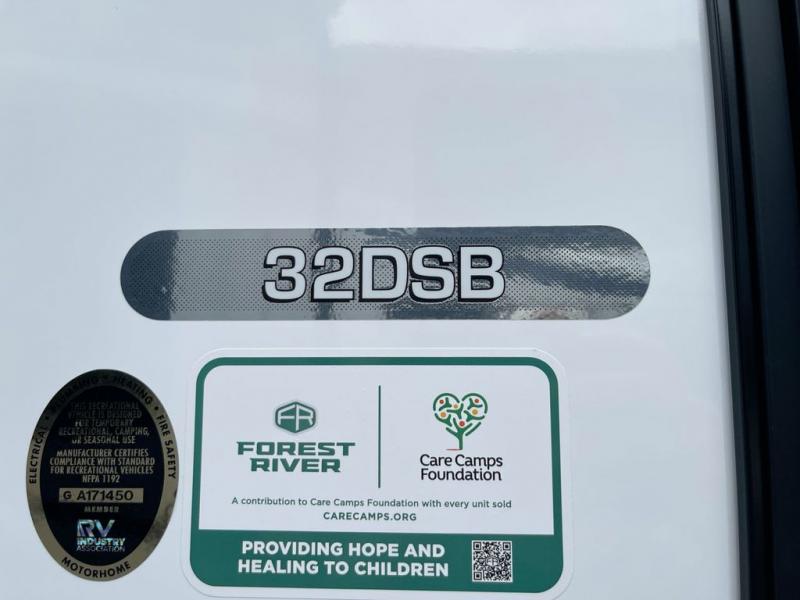 32DSB
ELECTRICAL • PLUMBING • HEATING • FIRE SAFETY
THIS RECREATIONAL
VEHICLE IS DESIGNED
FOR TEMPORARY
RECREATIONAL, CAMPING,
OR SEASONAL USE
MANUFACTURER CERTIFIES
COMPLIANCE WITH STANDARD
FOR RECREATIONAL VEHICLES
NFPA 1192
G A171450
MEMBER
RV
INDUSTRY
ASSOCIATION
MOTORHOME
FR
FOREST
RIVER
Care Camps
Foundation
A contribution to Care Camps Foundation with every unit sold
CARECAMPS.ORG
PROVIDING HOPE AND
HEALING TO CHILDREN